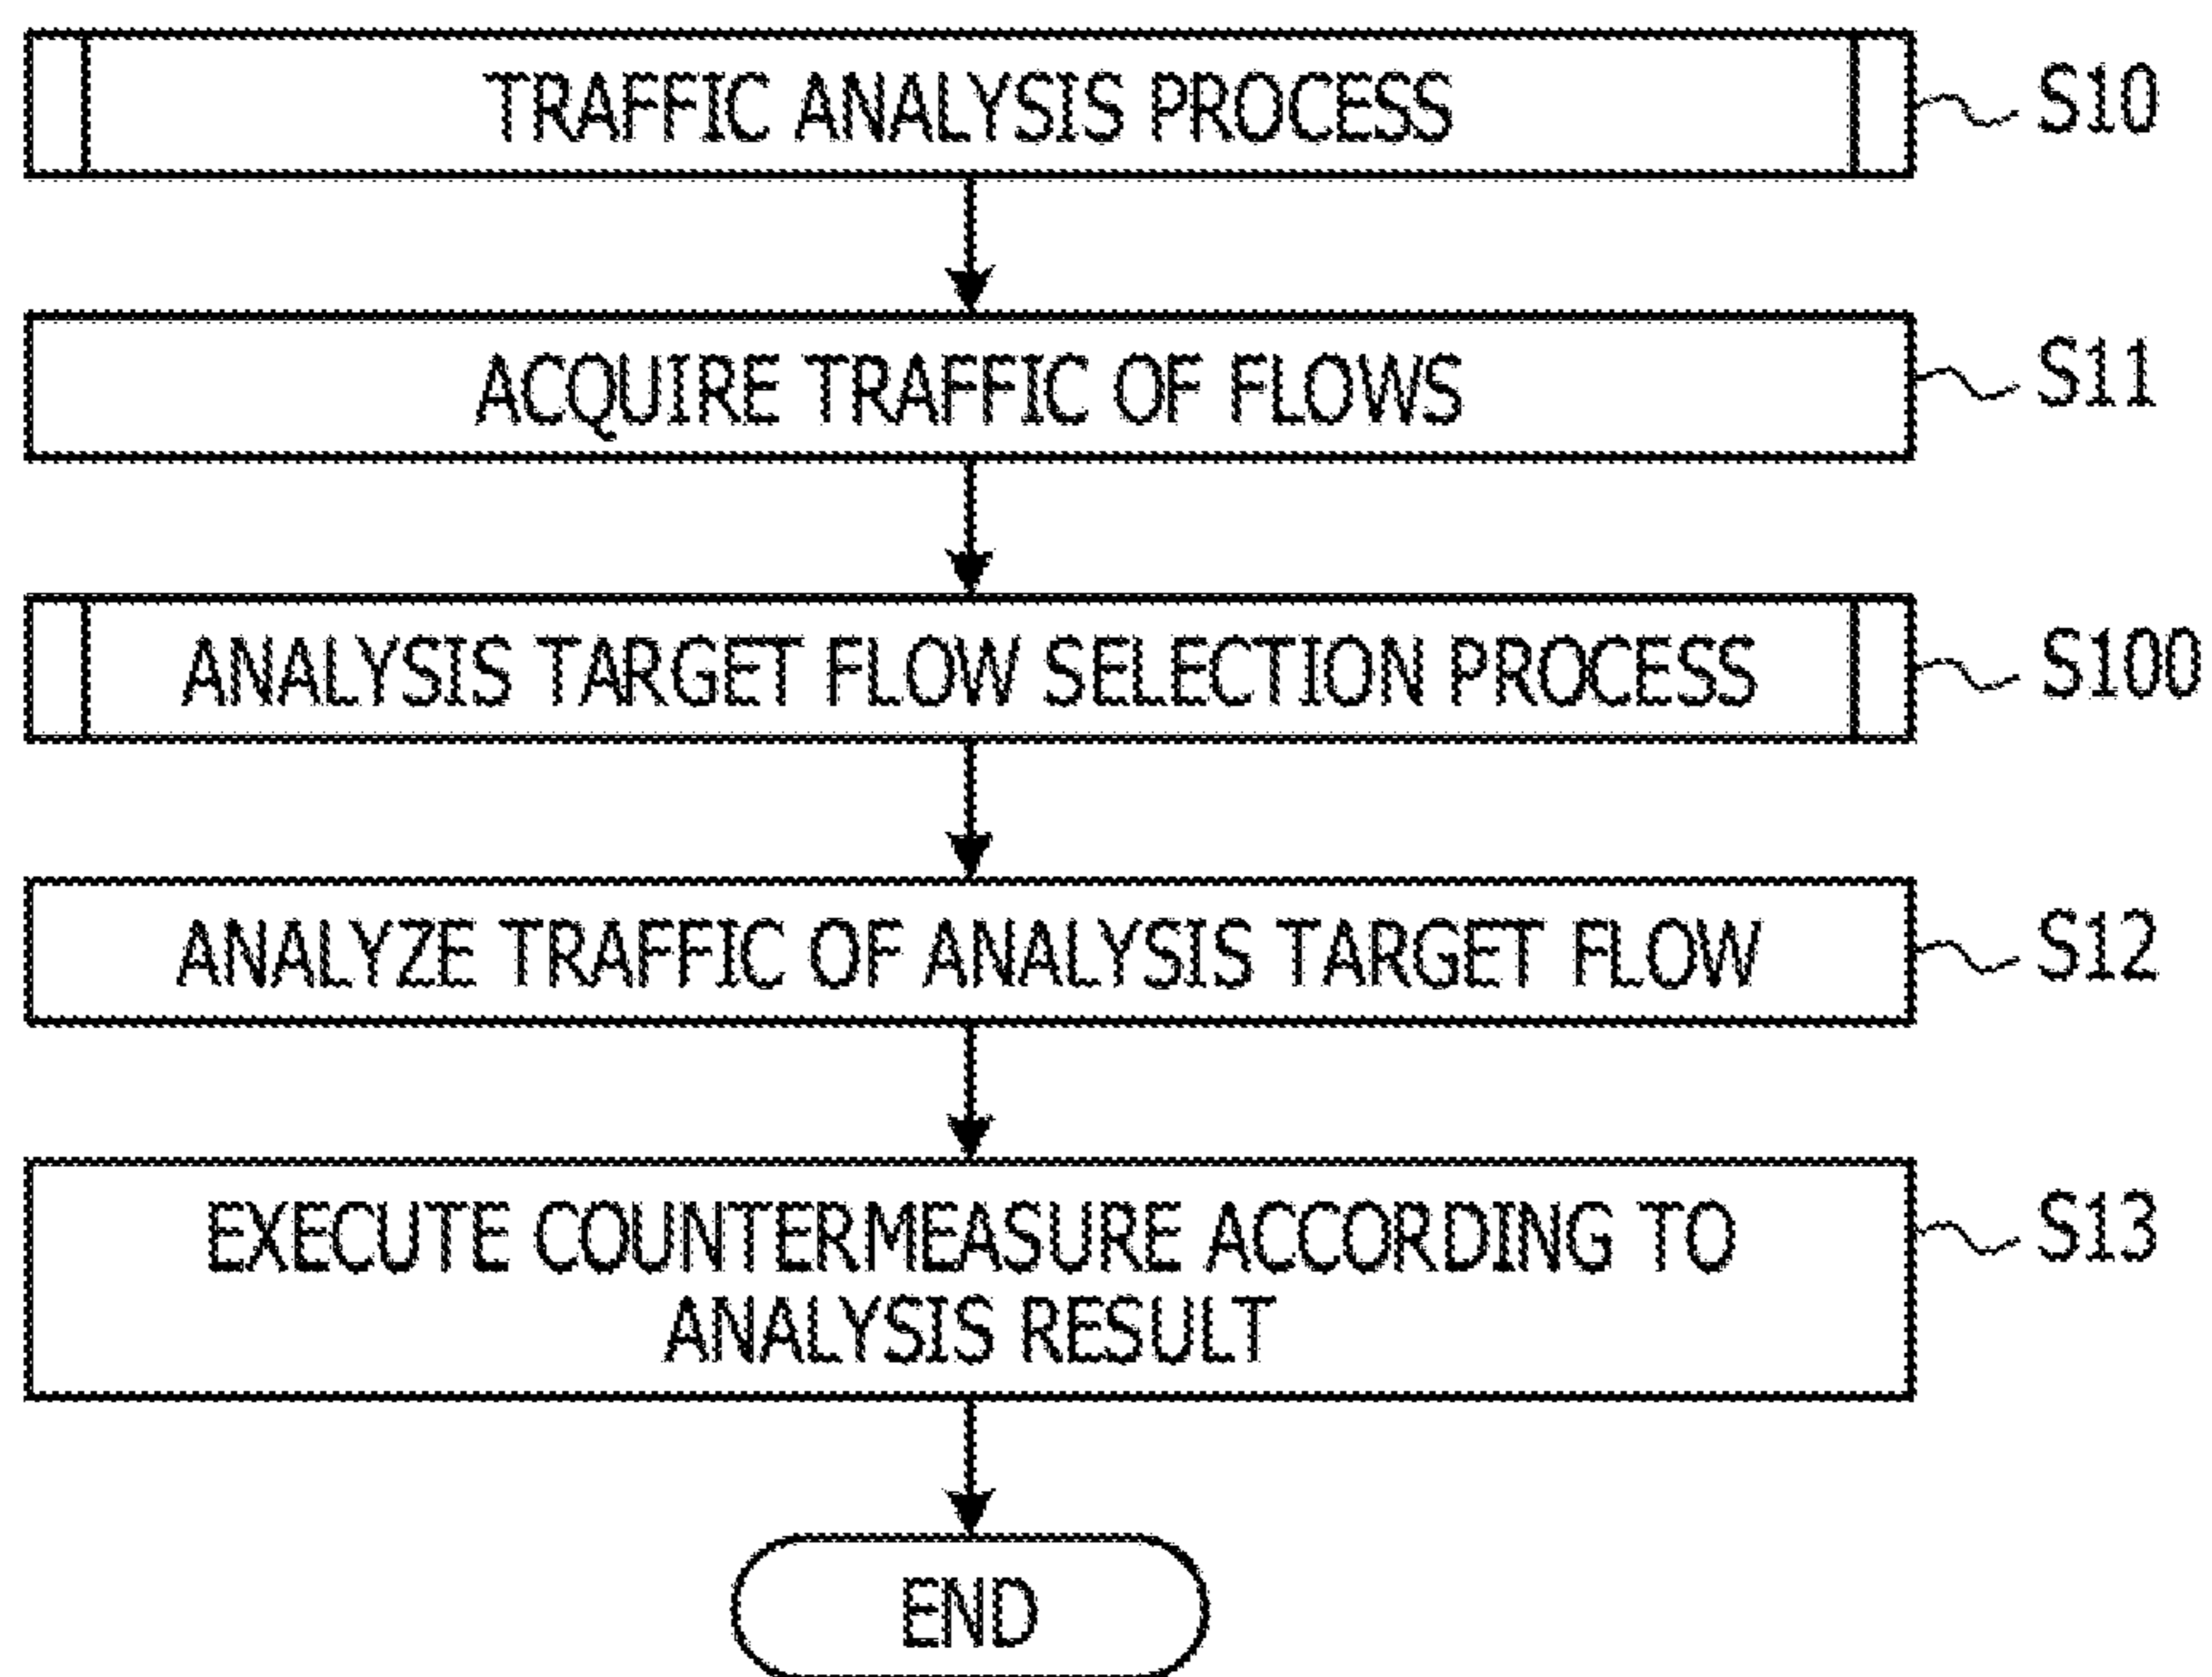 TRAFFIC ANALYSIS PROCESS
S10
ACQUIRE TRAFFIC OF FLOWS
S11
ANALYSIS TARGET FLOW SELECTION PROCESS
S100
ANALYZE TRAFFIC OF ANALYSIS TARGET FLOW
S12
EXECUTE COUNTERMEASURE ACCORDING TO
ANALYSIS RESULT
S13
END